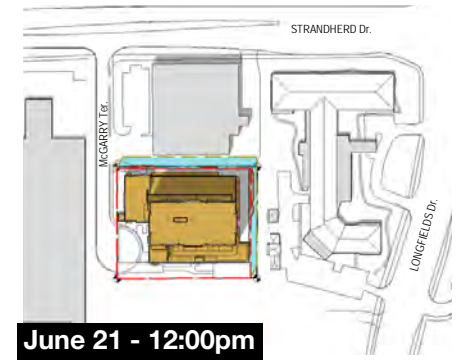 STRANDHERD Dr.
McGARRY Ter.
LONGFIELDS Dr.
June 21 - 12:00pm